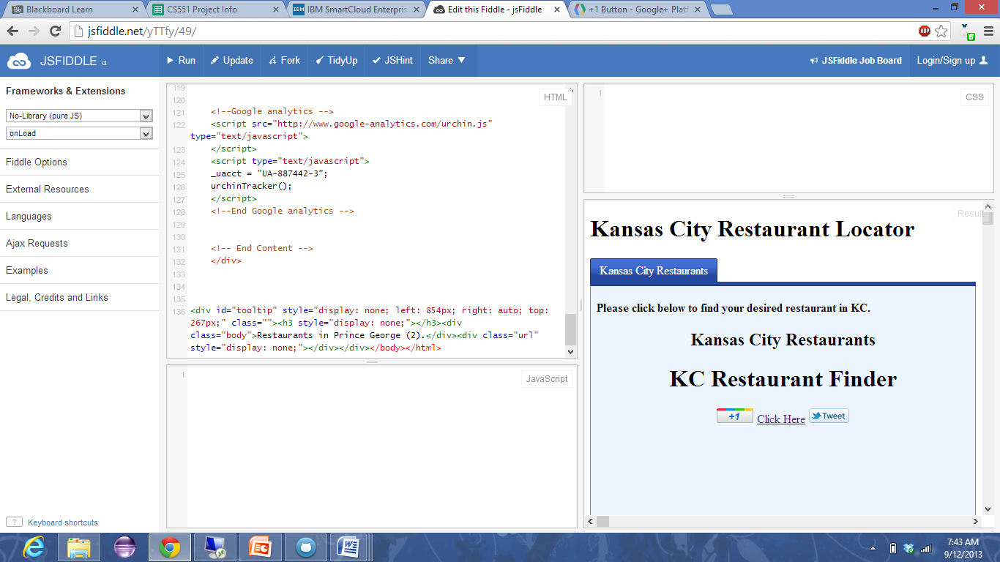 Blackboard Learn
CS551 Project Info
IBM SmartCloud Enterpris
Edit this Fiddle - jsFiddle
+1 Button - Google+ Platf
jsfiddle.net/yTTfy/49/
ABP
5
JSFIDDLE α
Run
Update
Fork
TidyUp
JSHint
Share
JSFiddle Job Board
Login/Sign up
Frameworks & Extensions
No-Library (pure JS)
onLoad
Fiddle Options
External Resources
Languages
Ajax Requests
Examples
Legal, Credits and Links
? Keyboard shortcuts
HTML
119
120
121 <!--Google analytics -->
122 <script src="http://www.google-analytics.com/urchin.js"
type="text/javascript">
123 </script>
124 <script type="text/javascript">
125 _uacct = "UA-887442-3";
126 urchinTracker();
127 </script>
128 <!--End Google analytics -->
129
130
131 <!-- End Content -->
132 </div>
133
134
135
136 <div id="tooltip" style="display: none; left: 854px; right: auto; top:
267px;" class=""><h3 style="display: none;"></h3><div
class="body">Restaurants in Prince George (2).</div><div class="url"
style="display: none;"></div></div></body></html>
1
JavaScript
1
CSS
Result
Kansas City Restaurant Locator
Kansas City Restaurants
Please click below to find your desired restaurant in KC.
Kansas City Restaurants
KC Restaurant Finder
+1 Click Here Tweet
7:43 AM
9/12/2013